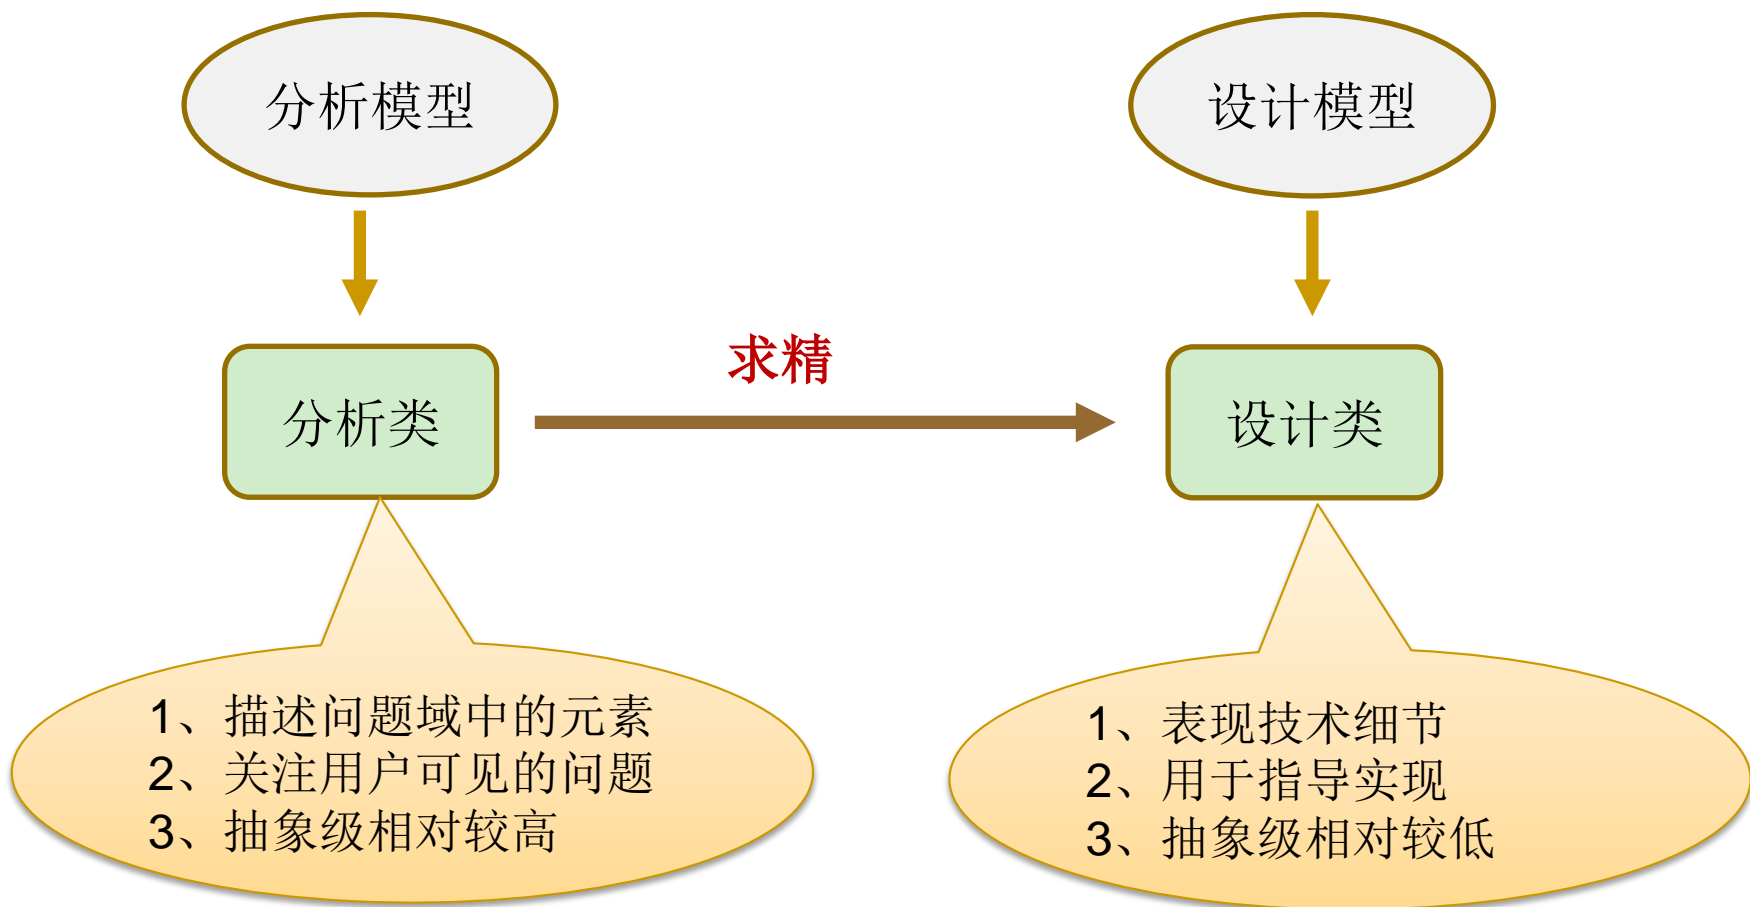 分析模型
设计模型
求精
分析类
设计类
1、描述问题域中的元素
2、关注用户可见的问题
3、抽象级相对较高
1、表现技术细节
2、用于指导实现
3、抽象级相对较低